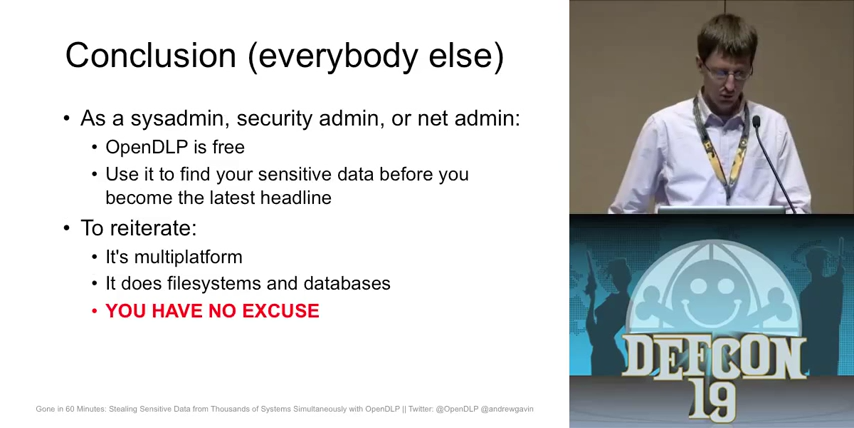 Conclusion (everybody else)
• As a sysadmin, security admin, or net admin:
• OpenDLP is free
• Use it to find your sensitive data before you
become the latest headline
• To reiterate:
• It's multiplatform
• It does filesystems and databases
• YOU HAVE NO EXCUSE
Gone in 60 Minutes: Stealing Sensitive Data from Thousands of Systems Simultaneously with OpenDLP || Twitter: @OpenDLP @andrewgavin
DEFCON
19